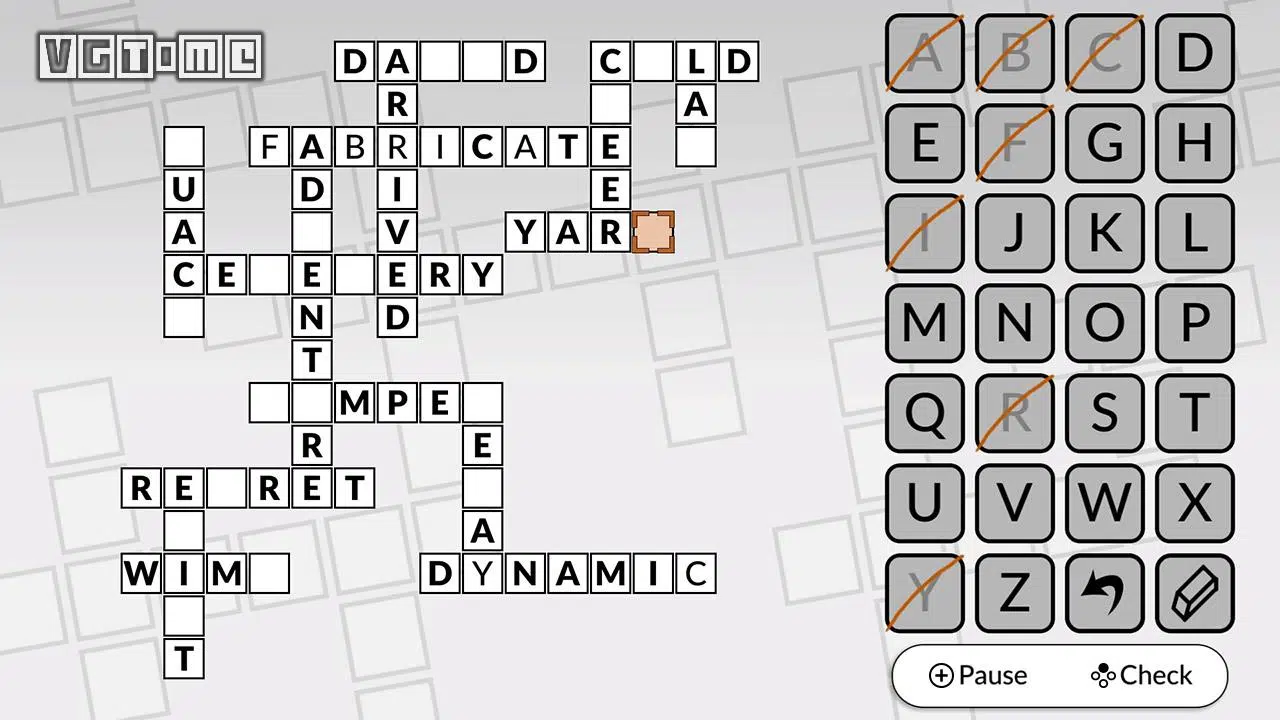 VGTIME
DA D C LD
R A
FABRICATE
U D I E
A V YAR
CE E ERY
N D
T
MPE
R E
RE RET
A
WIM DYNAMIC
T
A B C D
E F G H
I J K L
M N O P
Q R S T
U V W X
Y Z
Pause Check